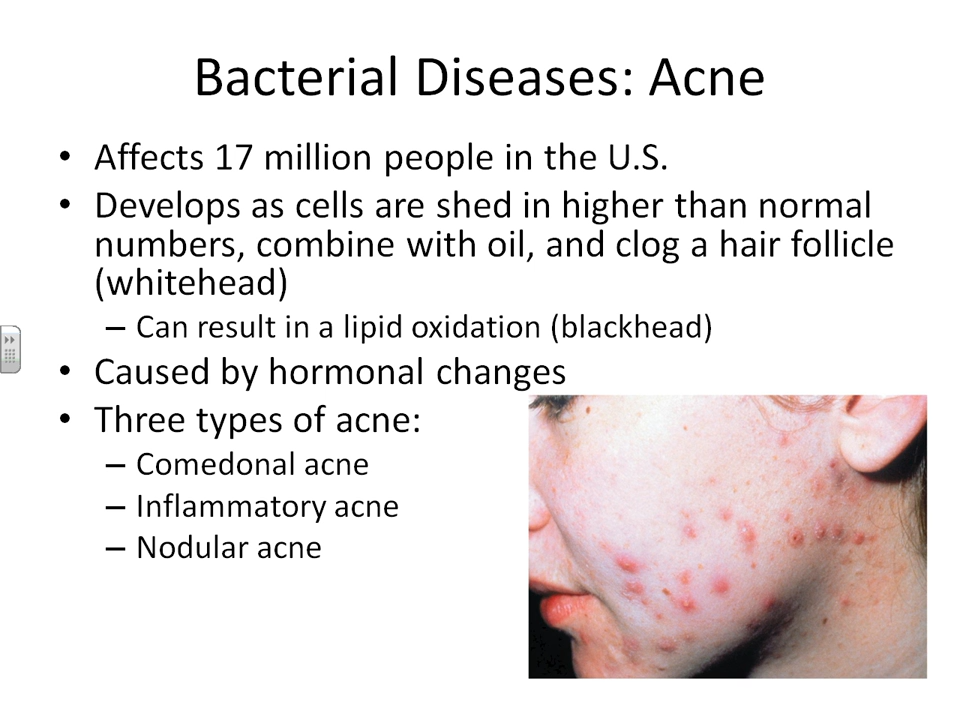 Bacterial Diseases: Acne
• Affects 17 million people in the U.S.
• Develops as cells are shed in higher than normal
numbers, combine with oil, and clog a hair follicle
(whitehead)
– Can result in a lipid oxidation (blackhead)
• Caused by hormonal changes
• Three types of acne:
– Comedonal acne
– Inflammatory acne
– Nodular acne